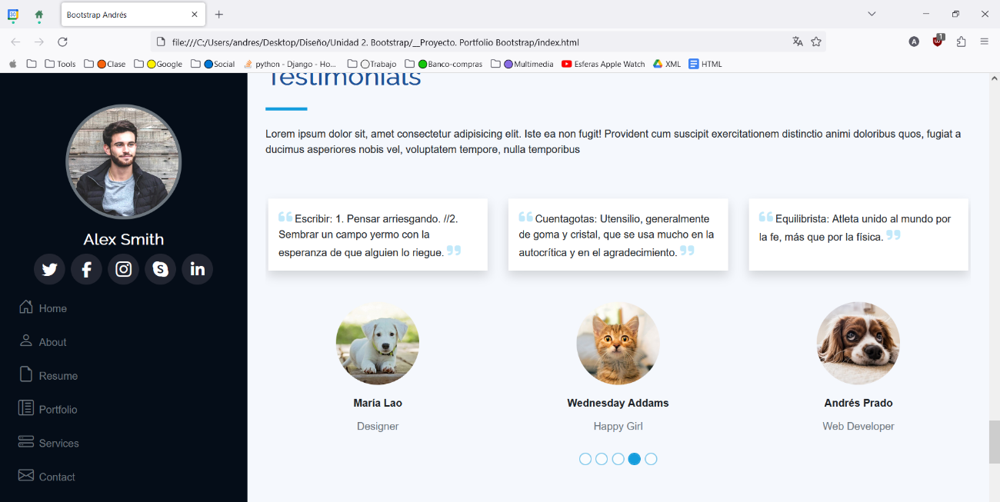 30
Bootstrap Andrés
file:///C:/Users/andres/Desktop/Diseño/Unidad 2. Bootstrap/__Proyecto. Portfolio Bootstrap/index.html
A
1
Tools
Clase
Google
Social
python - Django - Ho...
Trabajo
Banco-compras
Multimedia
Esferas Apple Watch
XML
HTML
Alex Smith
Home
About
Resume
Portfolio
Services
Contact
Testimonials
Lorem ipsum dolor sit, amet consectetur adipisicing elit. Iste ea non fugit! Provident cum suscipit exercitationem distinctio animi doloribus quos, fugiat a
ducimus asperiores nobis vel, voluptatem tempore, nulla temporibus
“ Escribir: 1. Pensar arriesgando. //2.
Sembrar un campo yermo con la
esperanza de que alguien lo riegue. ”
“ Cuentagotas: Utensilio, generalmente
de goma y cristal, que se usa mucho en la
autocrítica y en el agradecimiento. ”
“ Equilibrista: Atleta unido al mundo por
la fe, más que por la física. ”
María Lao
Designer
Wednesday Addams
Happy Girl
Andrés Prado
Web Developer